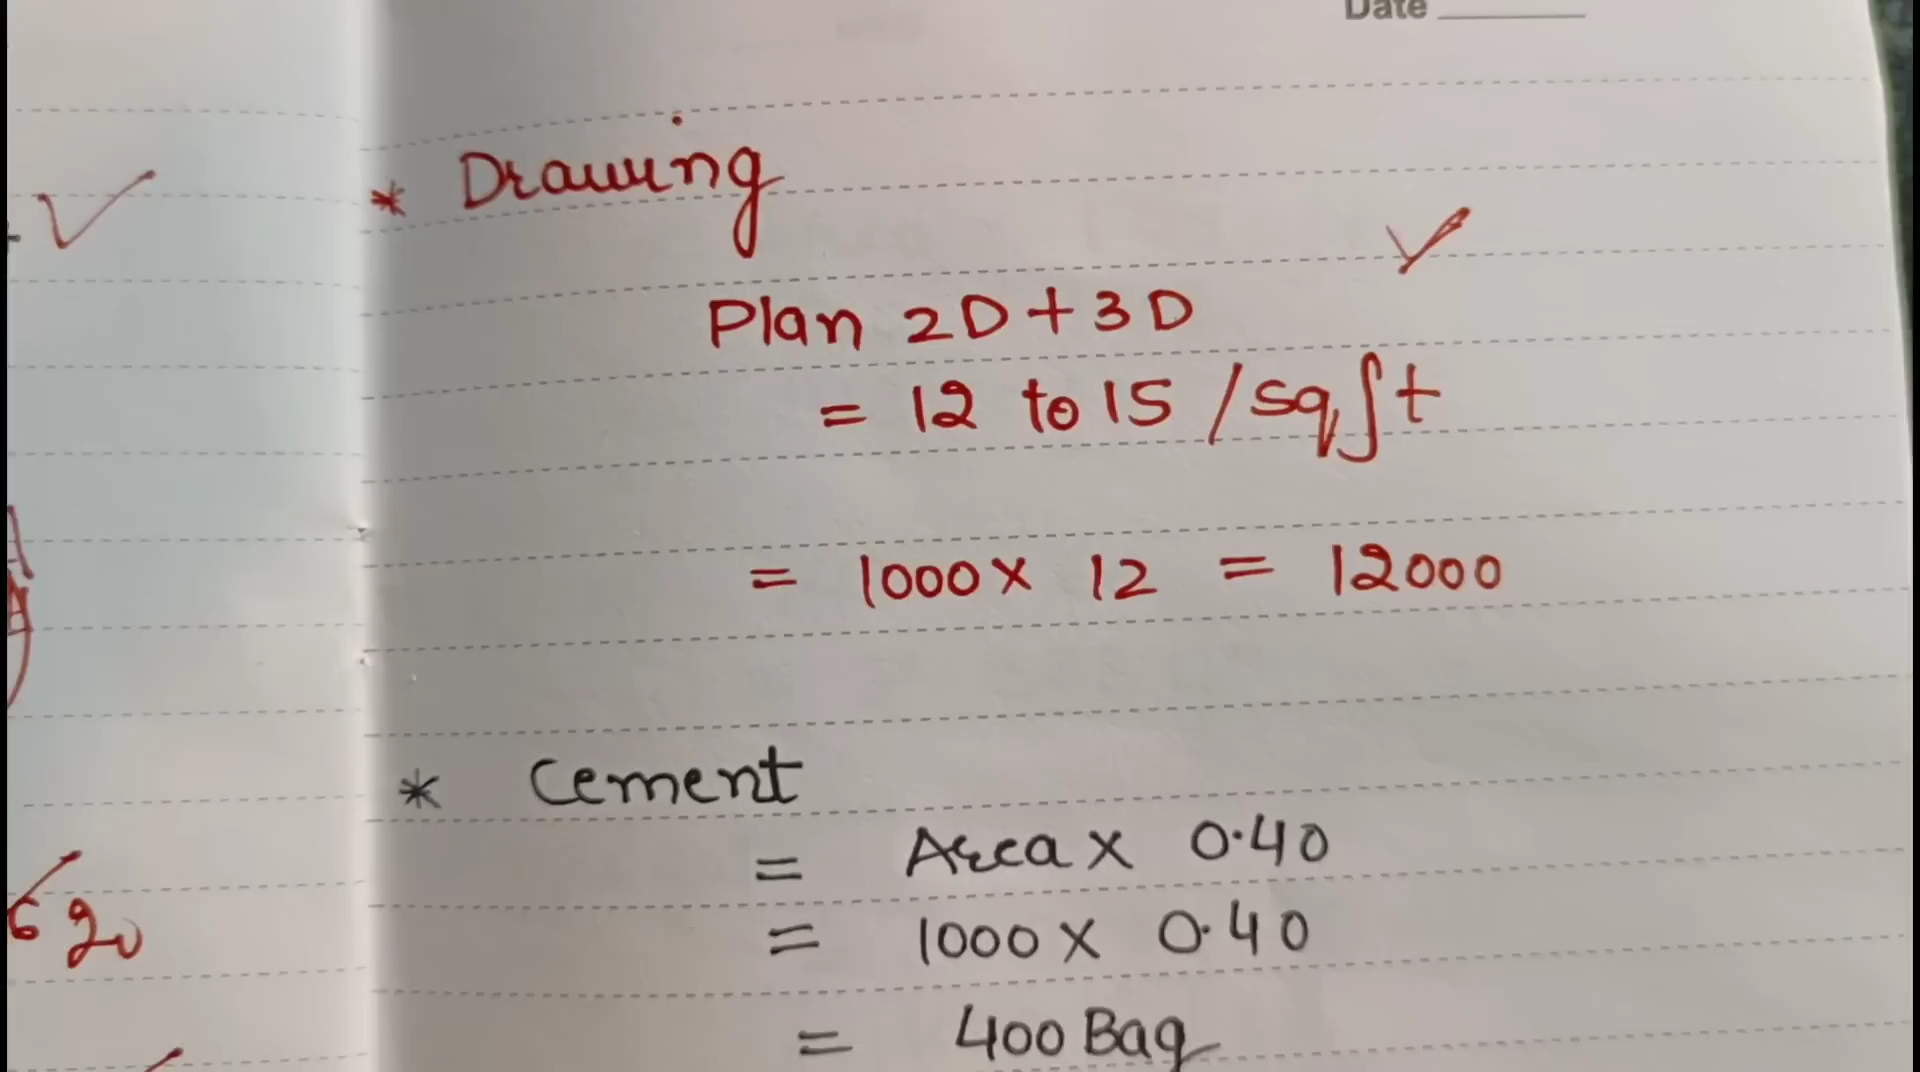 Date
* Drawing
Plan 2D + 3D
= 12 to 15 /sqft
= 1000 x 12 = 12000
* Cement
= Area x 0.40
= 1000 x 0.40
= 400 Bag